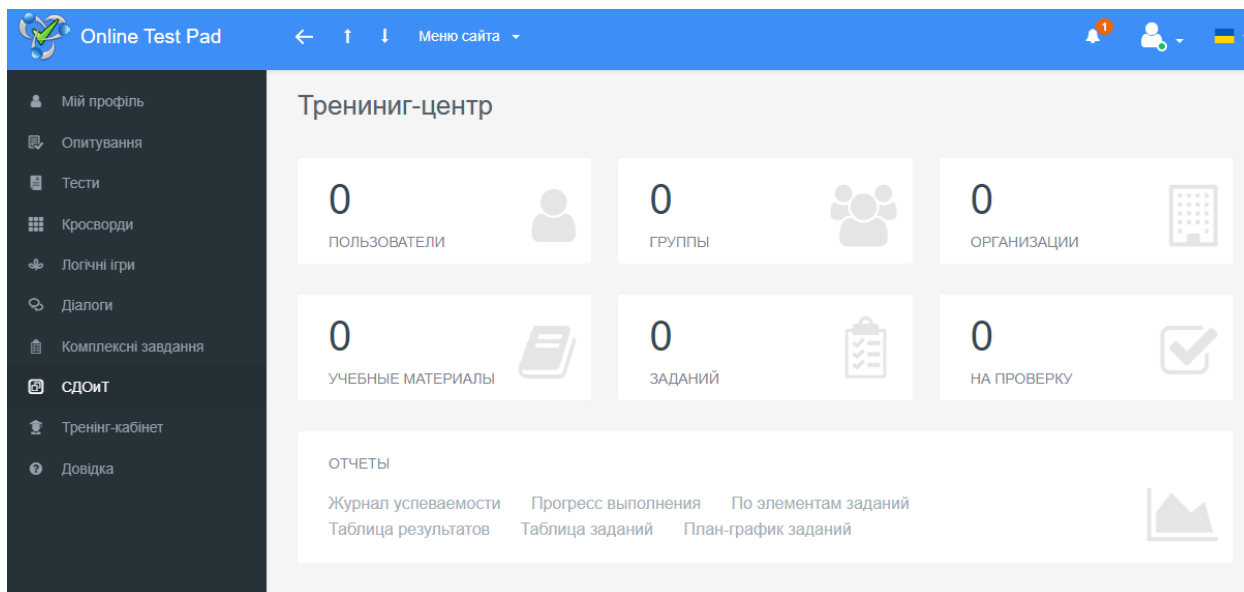 Online Test Pad
Меню сайта
1
Мій профіль
Опитування
Тести
Кросворди
Логічні ігри
Діалоги
Комплексні завдання
СДОиТ
Тренінг-кабінет
Довідка
Трениниг-центр
0
ПОЛЬЗОВАТЕЛИ
0
ГРУППЫ
0
ОРГАНИЗАЦИИ
0
УЧЕБНЫЕ МАТЕРИАЛЫ
0
ЗАДАНИЙ
0
НА ПРОВЕРКУ
ОТЧЕТЫ
Журнал успеваемости Прогресс выполнения По элементам заданий
Таблица результатов Таблица заданий План-график заданий